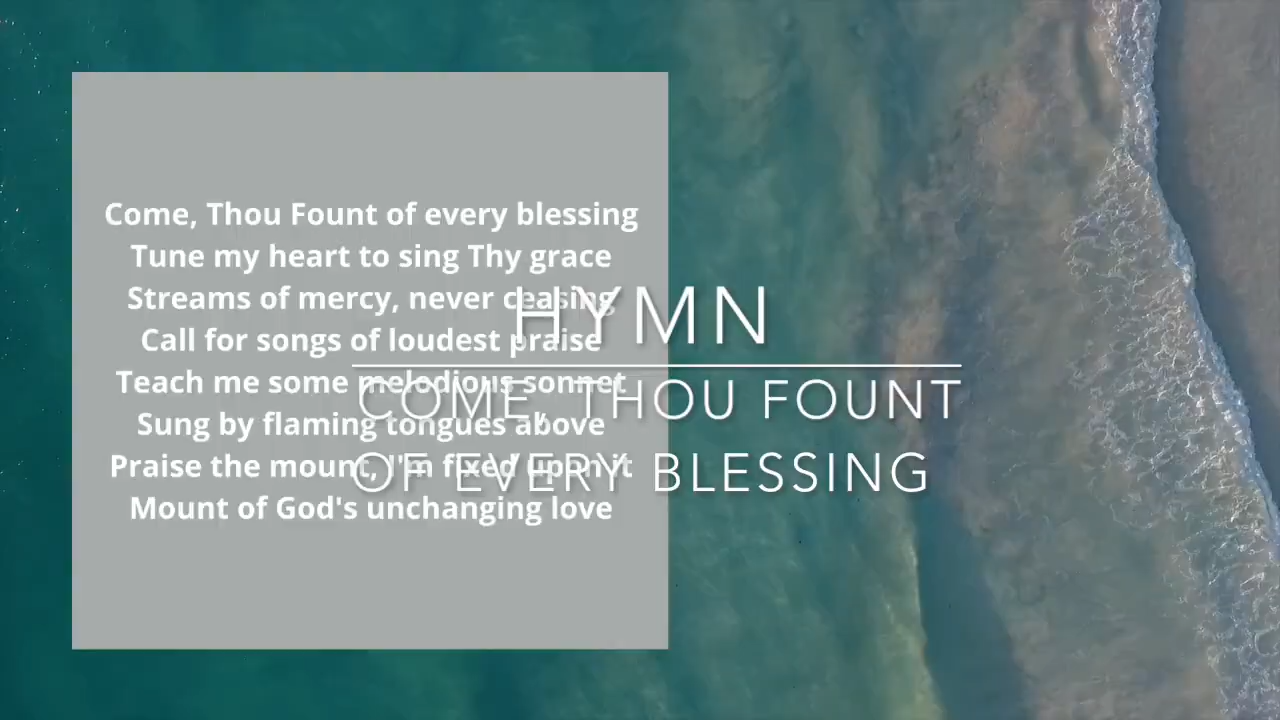 Come, Thou Fount of every blessing
Tune my heart to sing Thy grace
Streams of mercy, never ceasing
Call for songs of loudest praise
Teach me some melodious sonnet
Sung by flaming tongues above
Praise the mount, I'm fixed upon it
Mount of God's unchanging love
HYMN
COME, THOU FOUNT
OF EVERY BLESSING